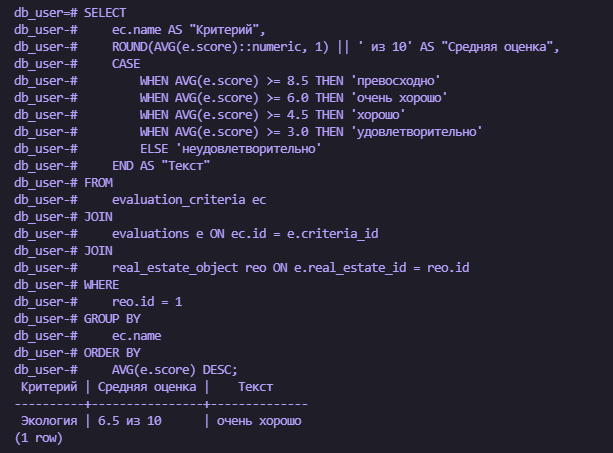 db_user=# SELECT
db_user-#     ec.name AS "Критерий",
db_user-#     ROUND(AVG(e.score)::numeric, 1) || ' из 10' AS "Средняя оценка",
db_user-#     CASE
db_user-#         WHEN AVG(e.score) >= 8.5 THEN 'превосходно'
db_user-#         WHEN AVG(e.score) >= 6.0 THEN 'очень хорошо'
db_user-#         WHEN AVG(e.score) >= 4.5 THEN 'хорошо'
db_user-#         WHEN AVG(e.score) >= 3.0 THEN 'удовлетворительно'
db_user-#         ELSE 'неудовлетворительно'
db_user-#     END AS "Текст"
db_user-# FROM
db_user-#     evaluation_criteria ec
db_user-# JOIN
db_user-#     evaluations e ON ec.id = e.criteria_id
db_user-# JOIN
db_user-#     real_estate_object reo ON e.real_estate_id = reo.id
db_user-# WHERE
db_user-#     reo.id = 1
db_user-# GROUP BY
db_user-#     ec.name
db_user-# ORDER BY
db_user-#     AVG(e.score) DESC;
 Критерий | Средняя оценка |    Текст
----------+----------------+--------------
 Экология | 6.5 из 10      | очень хорошо
(1 row)